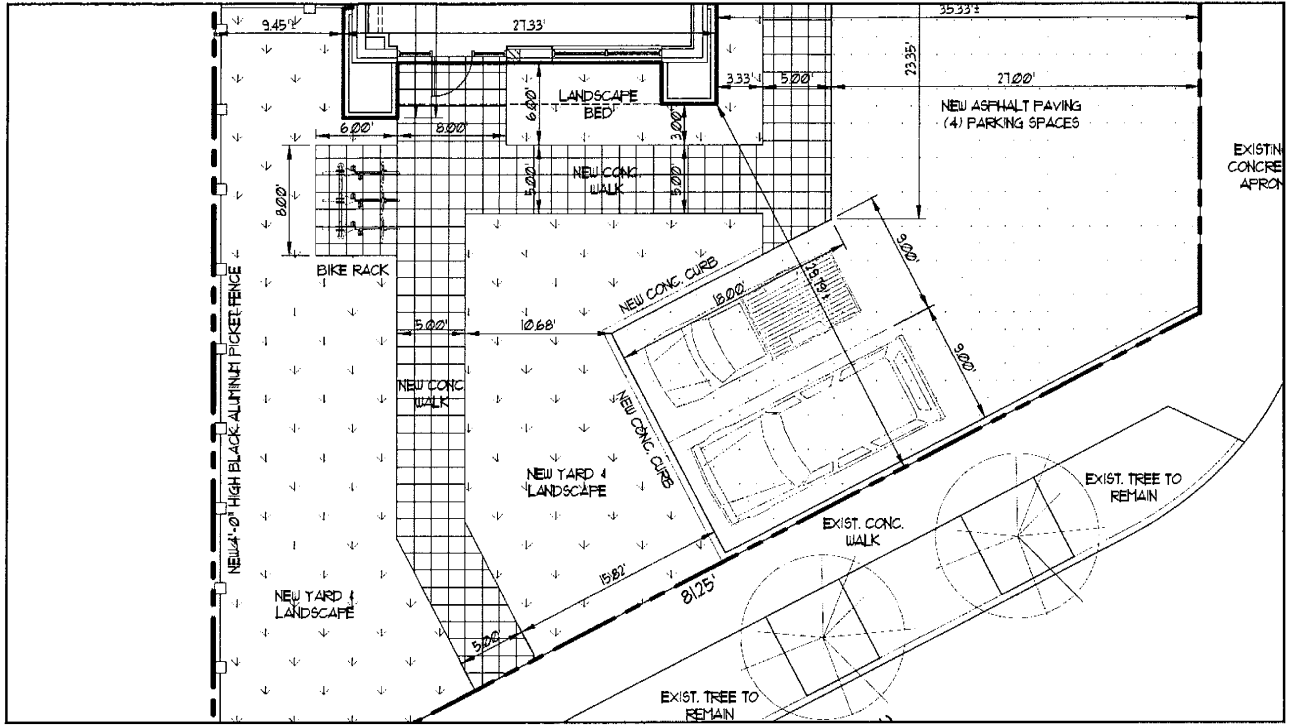 35.33'±
9.45'±
27.33'
23.35'
3.33'
5.00'
27.00'
LANDSCAPE
BED
6.00'
3.00'
NEW ASPHALT PAVING
(4) PARKING SPACES
6.00'
8.00'
EXISTIN
CONCRE
APRON
NEW CONC.
WALK
5.00'
5.00'
8.00'
BIKE RACK
NEW CONC. CURB
18.00'
28.79'±
9.00'
9.00'
5.00'
10.68'
NEW 4'-0" HIGH BLACK ALUMINUM PICKET FENCE
NEW CONC.
WALK
NEW CONC. CURB
NEW YARD &
LANDSCAPE
EXIST. TREE TO
REMAIN
EXIST. CONC.
WALK
15.82'
81.25'
NEW YARD &
LANDSCAPE
5.00'
EXIST. TREE TO
REMAIN